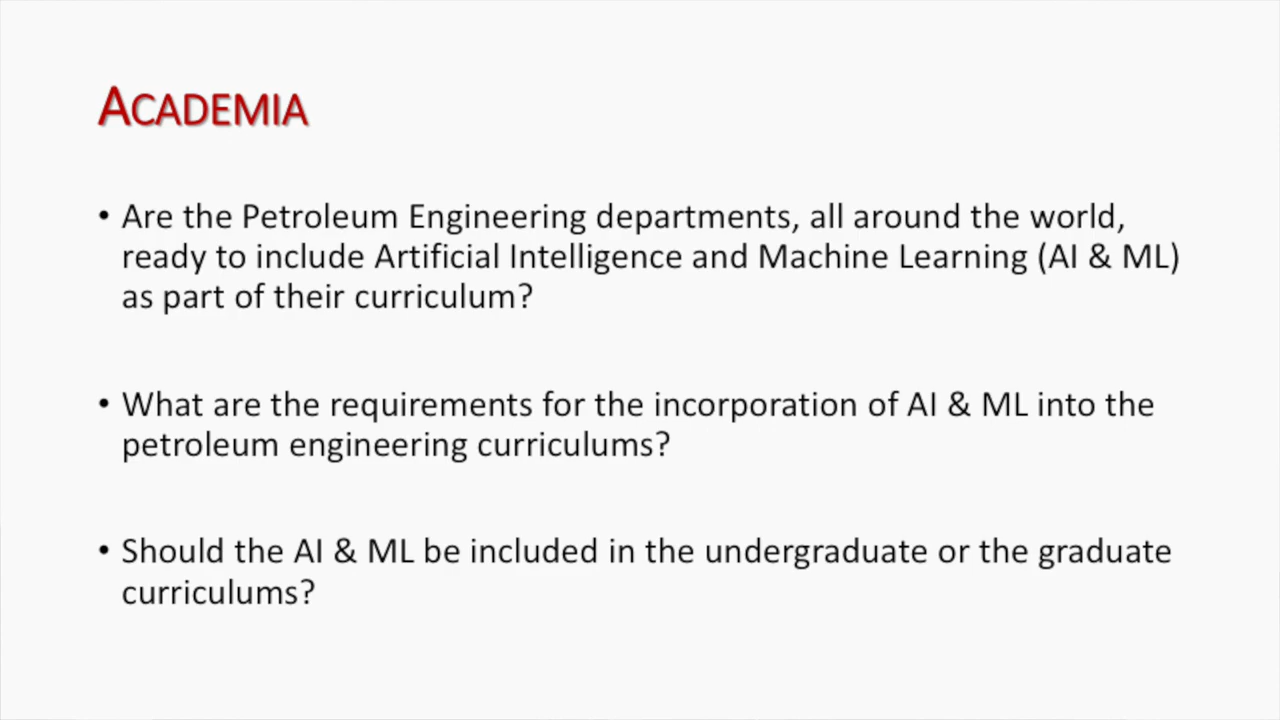 ACADEMIA
• Are the Petroleum Engineering departments, all around the world,
ready to include Artificial Intelligence and Machine Learning (AI & ML)
as part of their curriculum?
• What are the requirements for the incorporation of AI & ML into the
petroleum engineering curriculums?
• Should the AI & ML be included in the undergraduate or the graduate
curriculums?